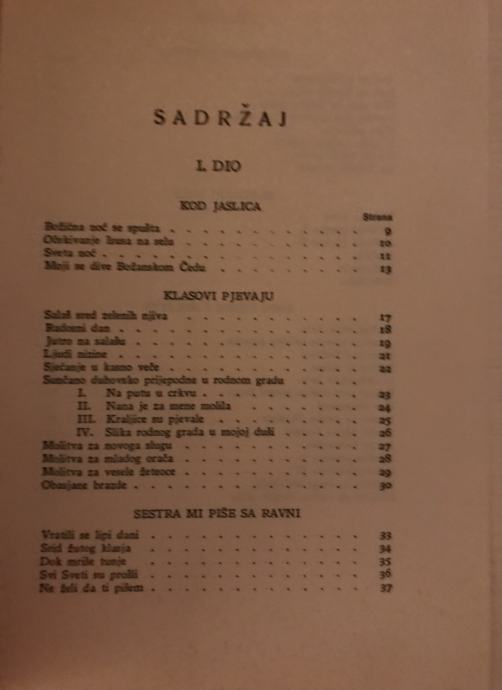 SADRŽAJ
I. DIO
KOD JASLICA
Strana
Božićna noć se spušta . . . . . . . . . . . 9
Očekivanje Isusa na selu . . . . . . . . . . 10
Sveta noć . . . . . . . . . . . . . . 11
Moji se dive Božanskom Čedu . . . . . . . . 13
KLASOVI PJEVAJU
Salaš sred zelenih njiva . . . . . . . . . . 17
Radosni dan . . . . . . . . . . . . . 18
Jutro na salašu . . . . . . . . . . . . 19
Ljudi nizine . . . . . . . . . . . . . 21
Sjećanje u kasno veče . . . . . . . . . . . 22
Sunčano duhovsko prijepodne u rodnom gradu . . . .
I. Na putu u crkvu . . . . . . . . . 23
II. Nana je za mene molila . . . . . . . 24
III. Kraljice su pjevale . . . . . . . . . 25
IV. Slika rodnog grada u mojoj duši . . . . . 26
Molitva za novoga slugu . . . . . . . . . . 27
Molitva za mladog orača . . . . . . . . . . 28
Molitva za vesele žeteoce . . . . . . . . . 29
Obasjane brazde . . . . . . . . . . . . 30
SESTRA MI PIŠE SA RAVNI
Vratili se lipi dani . . . . . . . . . . . 33
Srid žutog klasja . . . . . . . . . . . . 34
Dok miriše tunje . . . . . . . . . . . . 35
Svi Sveti su prošli . . . . . . . . . . . 36
Ne želi da ti pišem . . . . . . . . . . . 37